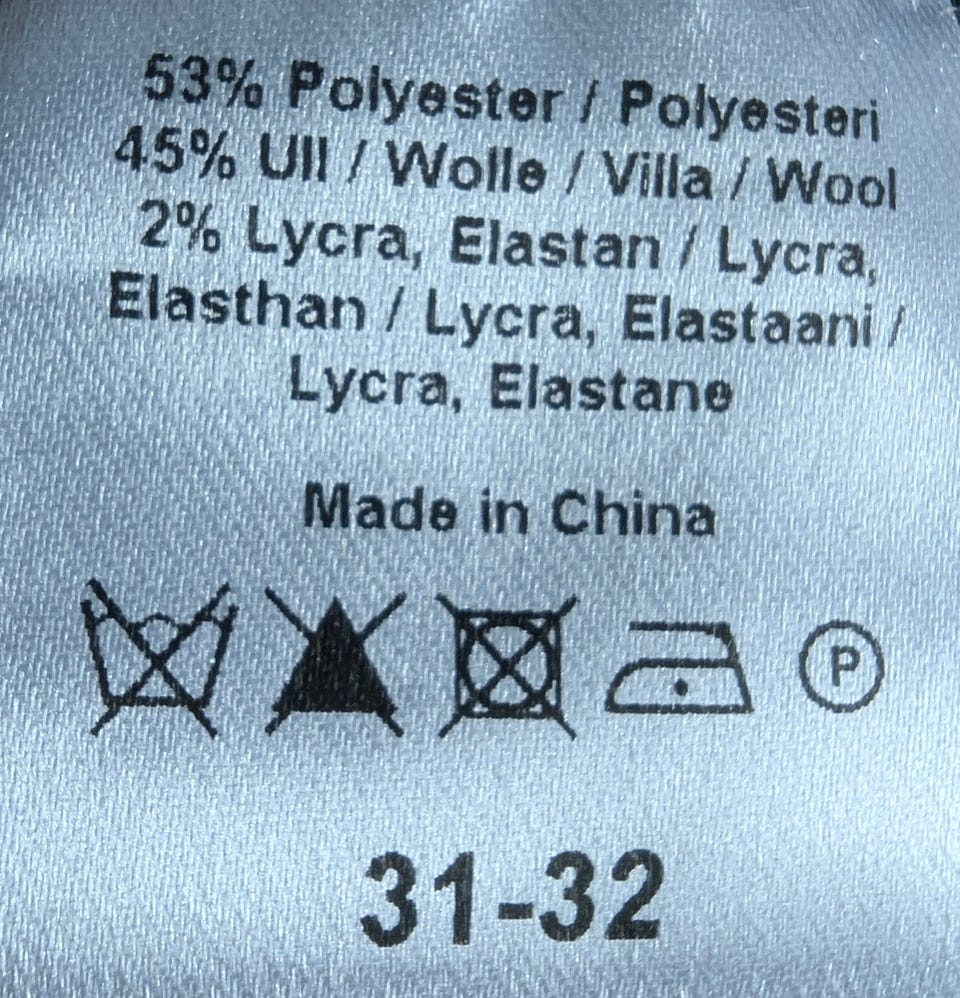 53% Polyester / Polyesteri
45% Ull / Wolle / Villa / Wool
2% Lycra, Elastan / Lycra,
Elasthan / Lycra, Elastaani /
Lycra, Elastane
Made in China
P
31-32